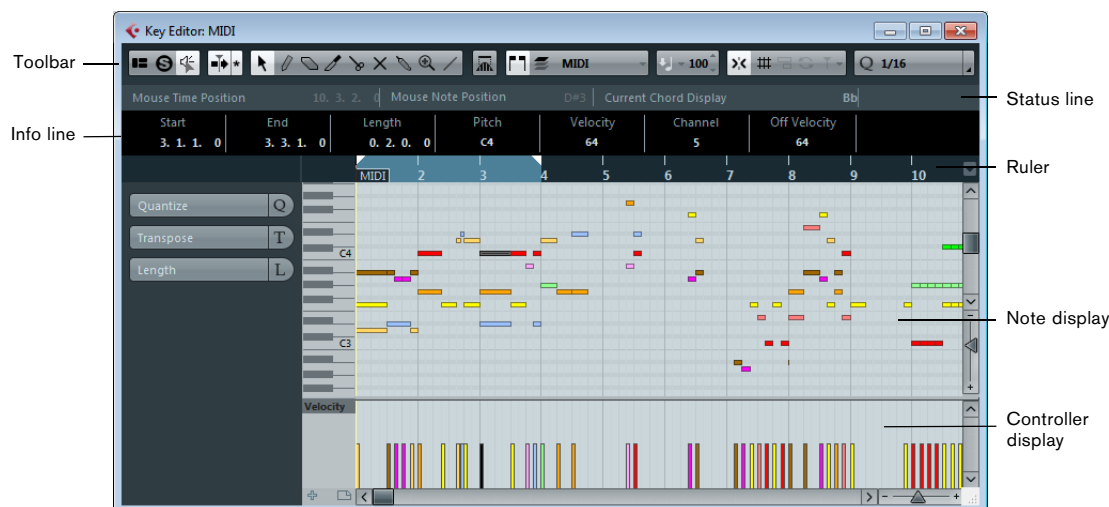 Key Editor: MIDI
Toolbar
S * MIDI 100 Q 1/16
Mouse Time Position 10. 3. 2. 0 Mouse Note Position D#3 Current Chord Display Bb
Status line
Info line
Start End Length Pitch Velocity Channel Off Velocity
3. 1. 1. 0 3. 3. 1. 0 0. 2. 0. 0 C4 64 5 64
Ruler
1 2 3 4 5 6 7 8 9 10
MIDI
Quantize Q
Transpose T
C4
Length L
Note display
C3
Velocity
Controller
display